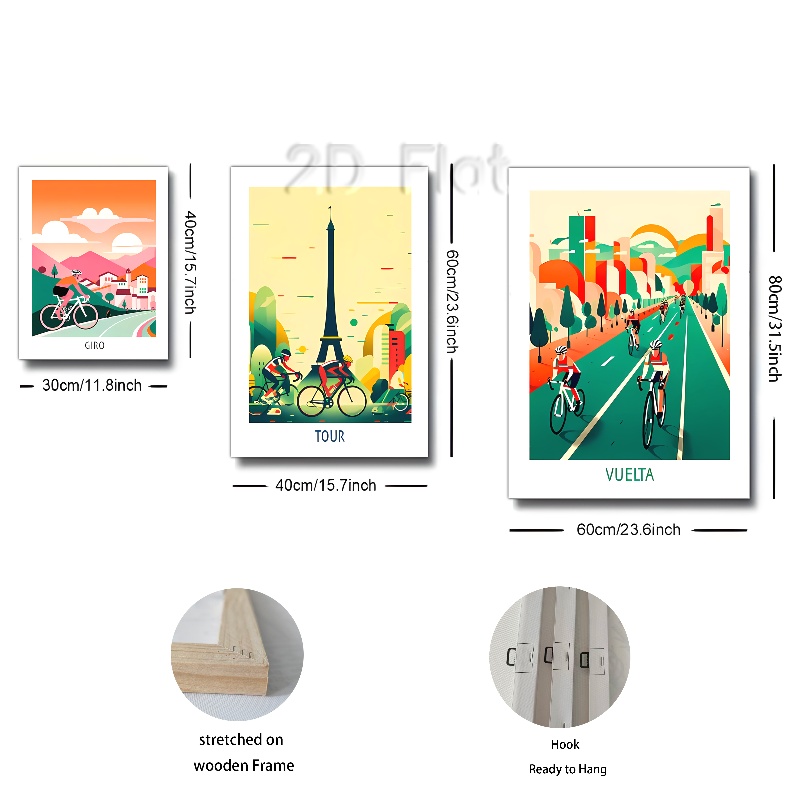 2D Flat
GIRO
40cm/15.7inch
30cm/11.8inch
TOUR
60cm/23.6inch
40cm/15.7inch
VUELTA
80cm/31.5inch
60cm/23.6inch
stretched on
wooden Frame
Hook
Ready to Hang